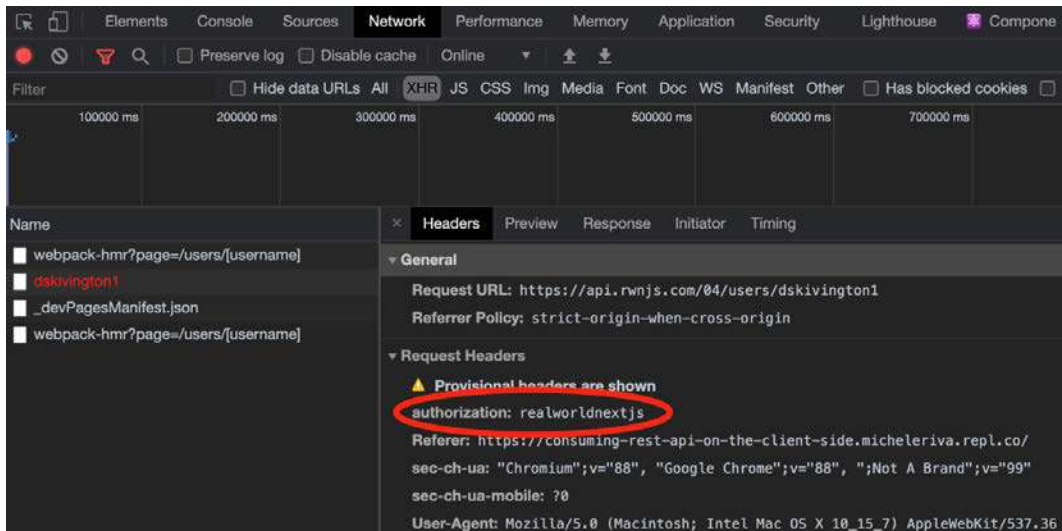 Elements Console Sources Network Performance Memory Application Security Lighthouse Compone
Preserve log Disable cache Online
Filter Hide data URLs All XHR JS CSS Img Media Font Doc WS Manifest Other Has blocked cookies
100000 ms 200000 ms 300000 ms 400000 ms 500000 ms 600000 ms 700000 ms
Name × Headers Preview Response Initiator Timing
webpack-hmr?page=/users/[username]
dskivington1
_devPagesManifest.json
webpack-hmr?page=/users/[username]
General
Request URL: https://api.rwnjs.com/04/users/dskivington1
Referrer Policy: strict-origin-when-cross-origin
Request Headers
Provisional headers are shown
authorization: realworldnextjs
Referer: https://consuming-rest-api-on-the-client-side.micheleriva.repl.co/
sec-ch-ua: "Chromium";v="88", "Google Chrome";v="88", ";Not A Brand";v="99"
sec-ch-ua-mobile: ?0
User-Agent: Mozilla/5.0 (Macintosh; Intel Mac OS X 10_15_7) AppleWebKit/537.36